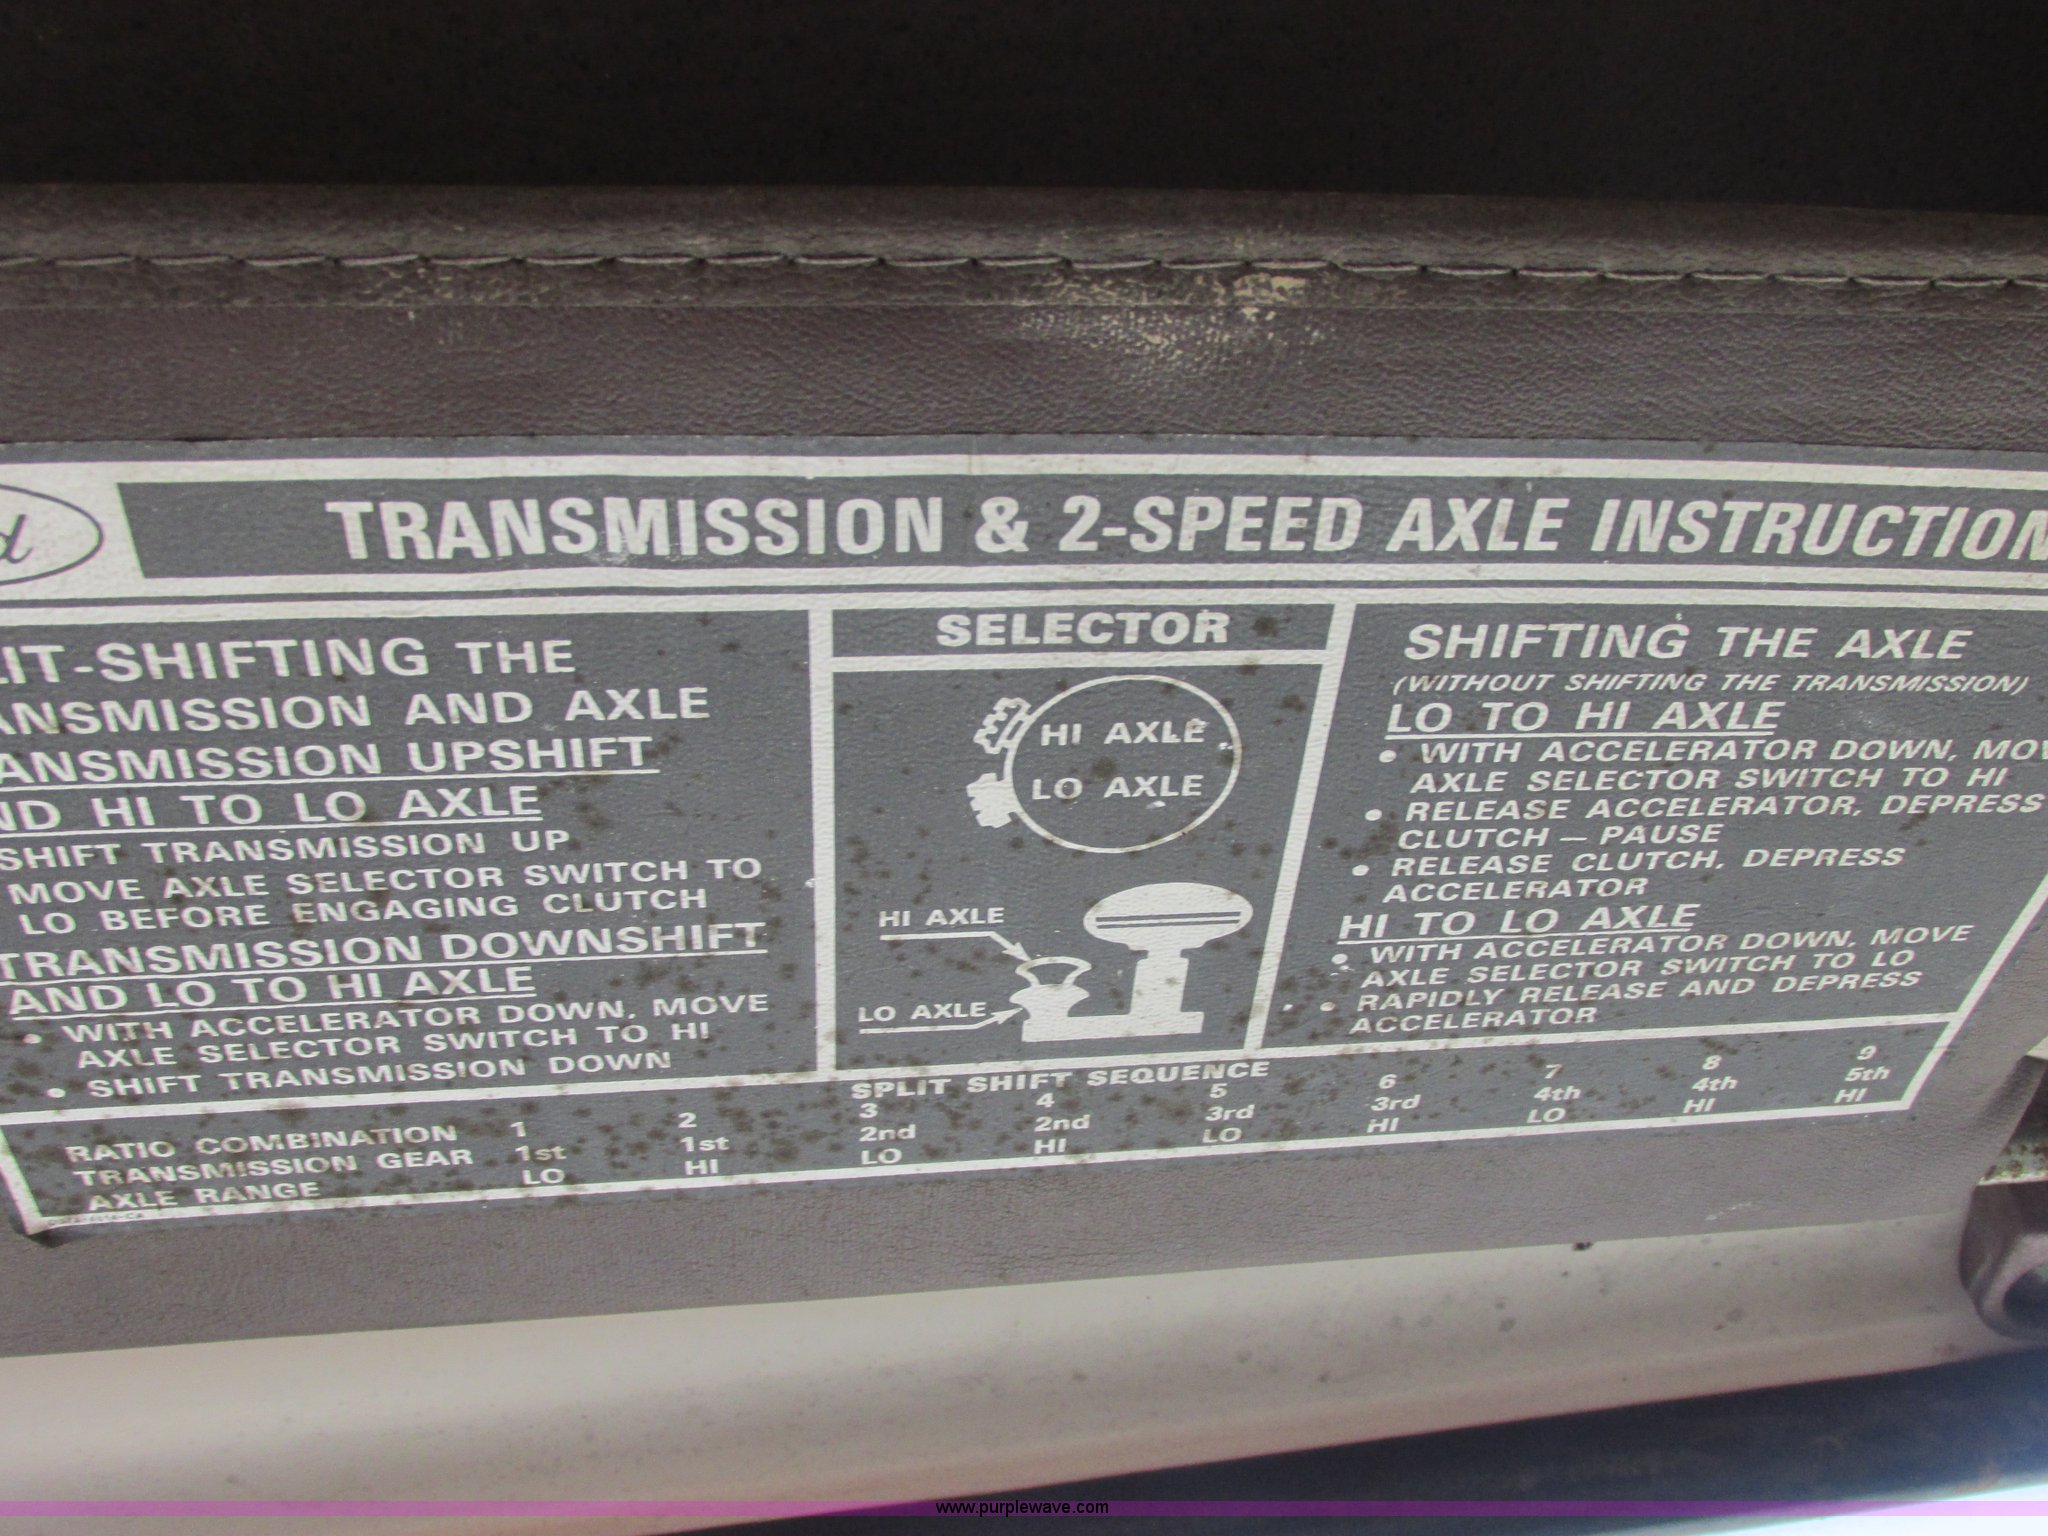 TRANSMISSION & 2-SPEED AXLE INSTRUCTION
LIT-SHIFTING THE
ANSMISSION AND AXLE
ANSMISSION UPSHIFT
ND HI TO LO AXLE
SHIFT TRANSMISSION UP
MOVE AXLE SELECTOR SWITCH TO
LO BEFORE ENGAGING CLUTCH
TRANSMISSION DOWNSHIFT
AND LO TO HI AXLE
• WITH ACCELERATOR DOWN, MOVE
AXLE SELECTOR SWITCH TO HI
• SHIFT TRANSMISSION DOWN
SELECTOR
HI AXLE
LO AXLE
HI AXLE
LO AXLE
SHIFTING THE AXLE
(WITHOUT SHIFTING THE TRANSMISSION)
LO TO HI AXLE
• WITH ACCELERATOR DOWN, MOV
AXLE SELECTOR SWITCH TO HI
• RELEASE ACCELERATOR, DEPRESS
CLUTCH — PAUSE
• RELEASE CLUTCH, DEPRESS
ACCELERATOR
HI TO LO AXLE
• WITH ACCELERATOR DOWN, MOVE
AXLE SELECTOR SWITCH TO LO
• RAPIDLY RELEASE AND DEPRESS
ACCELERATOR
SPLIT SHIFT SEQUENCE
RATIO COMBINATION 1 2 3 4 5 6 7 8 9
TRANSMISSION GEAR 1st 1st 2nd 2nd 3rd 3rd 4th 4th 5th
AXLE RANGE LO HI LO HI LO HI LO HI HI
www.purplewave.com